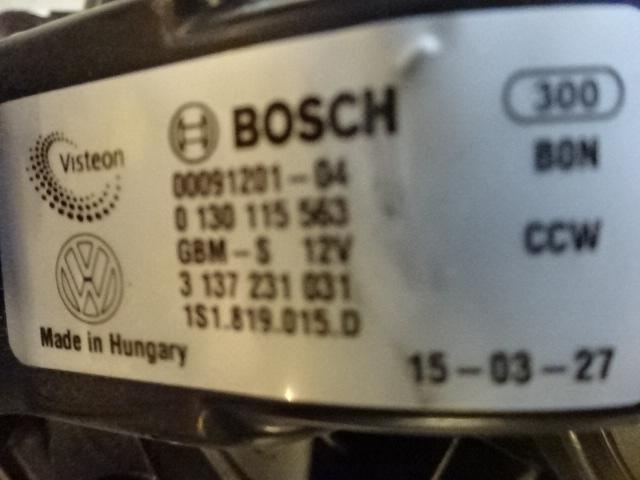 Visteon
BOSCH
00091201-04
0 130 115 563
GBM-S 12V
3 137 231 031
1S1.819.015.D
Made in Hungary
300
BON
CCW
15-03-27